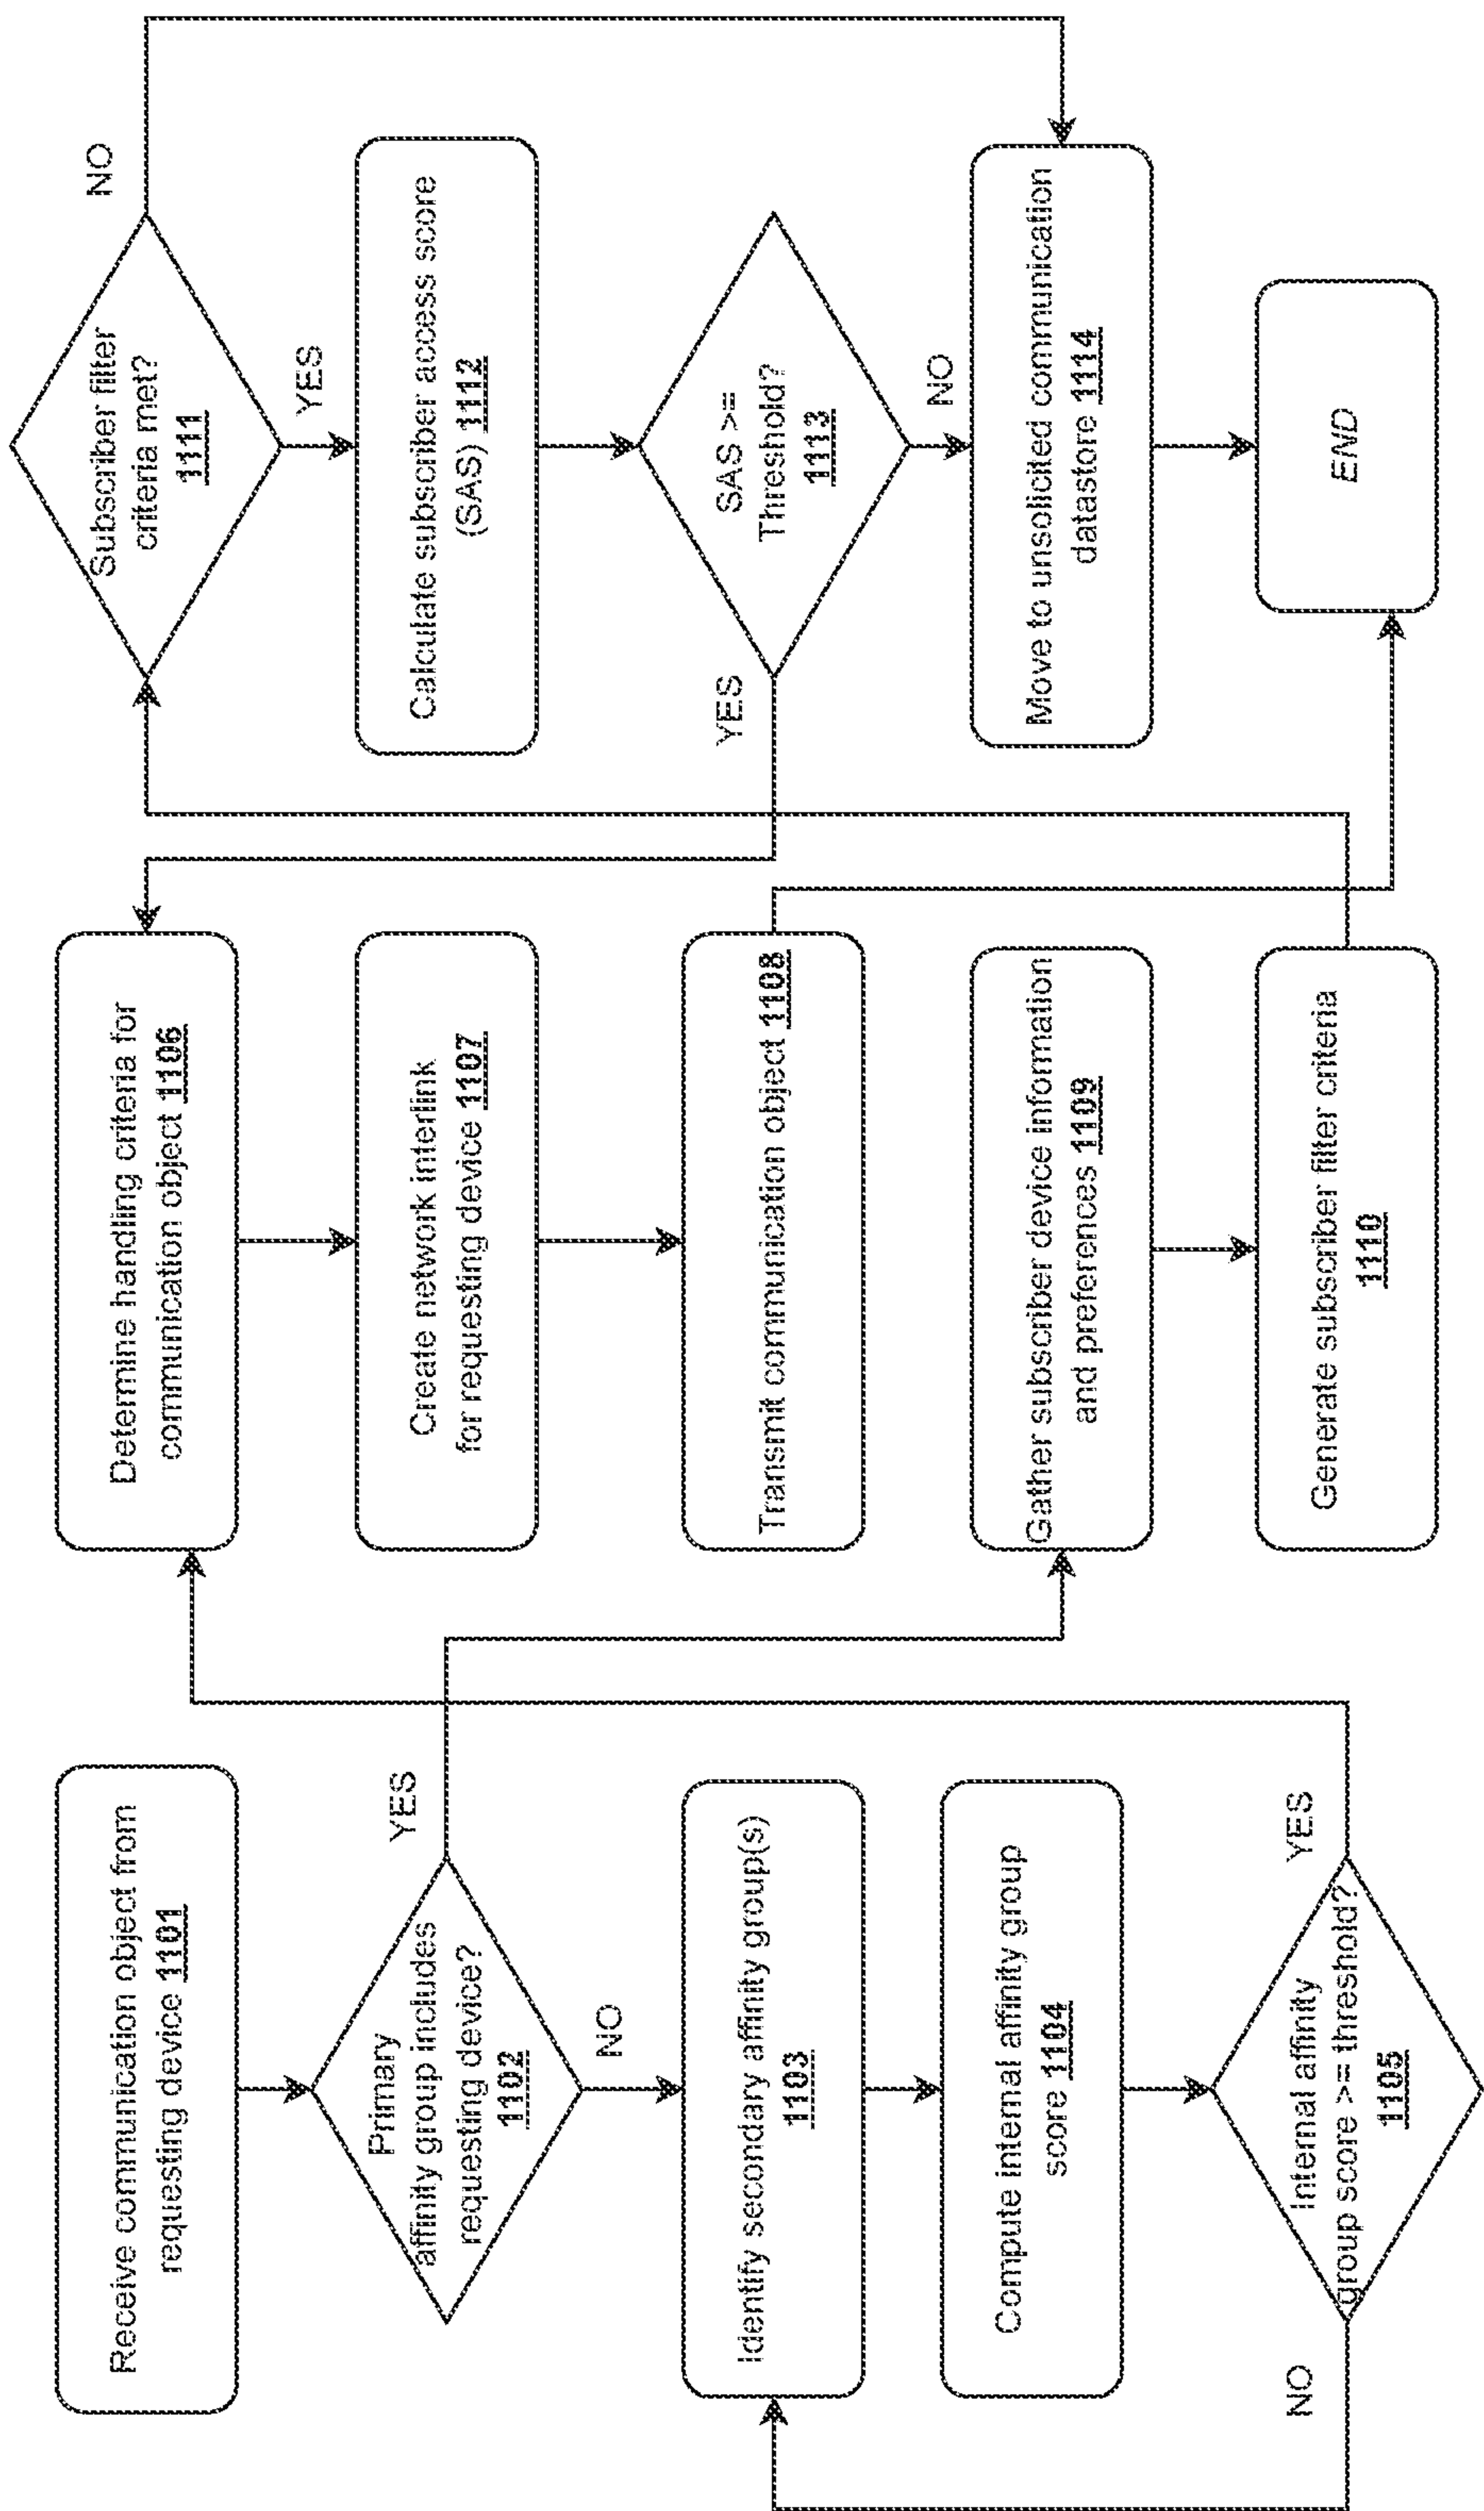 Receive communication object from
requesting device 1101
Primary
affinity group includes
requesting device?
1102
YES
NO
Identify secondary affinity group(s)
1103
Compute internal affinity group
score 1104
Internal affinity
group score >= threshold?
1105
YES
NO
Determine handling criteria for
communication object 1106
Create network interlink
for requesting device 1107
Transmit communication object 1108
Gather subscriber device information
and preferences 1109
Generate subscriber filter criteria
1110
Subscriber filter
criteria met?
1111
NO
YES
Calculate subscriber access score
(SAS) 1112
SAS >=
Threshold?
1113
YES
NO
Move to unsolicited communication
datastore 1114
END